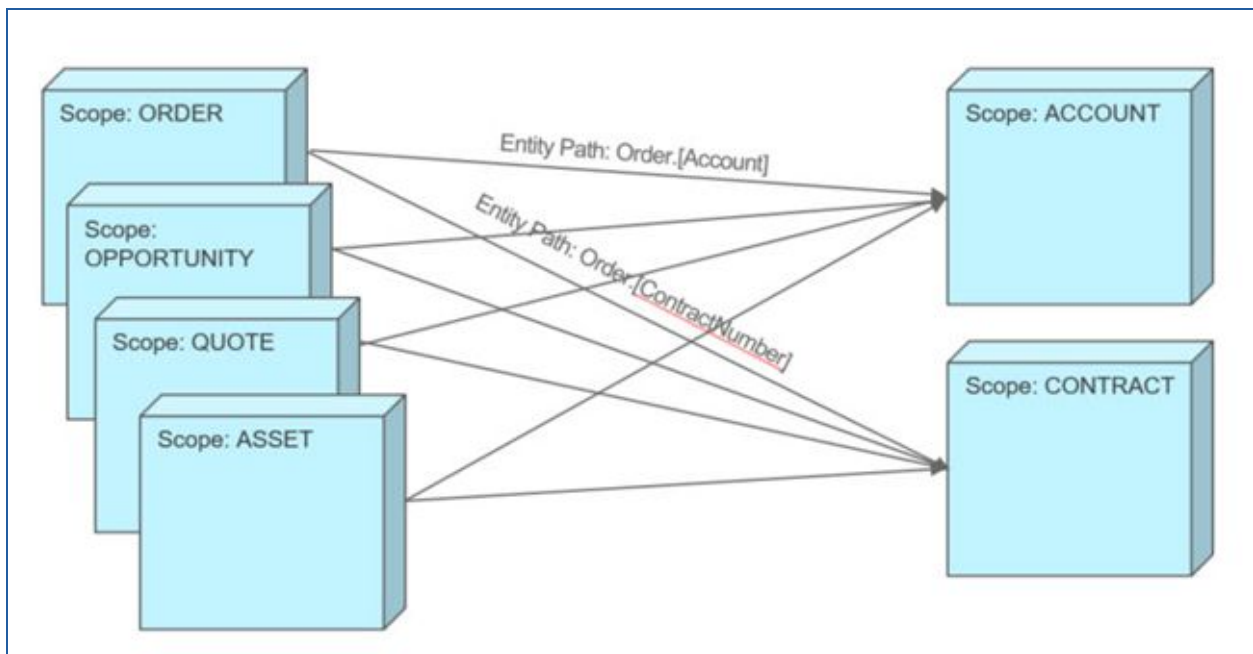 Scope: ORDER
Scope: ACCOUNT
Entity Path: Order.[Account]
Entity Path: Order.[ContractNumber]
Scope:
OPPORTUNITY
Scope: QUOTE
Scope: CONTRACT
Scope: ASSET